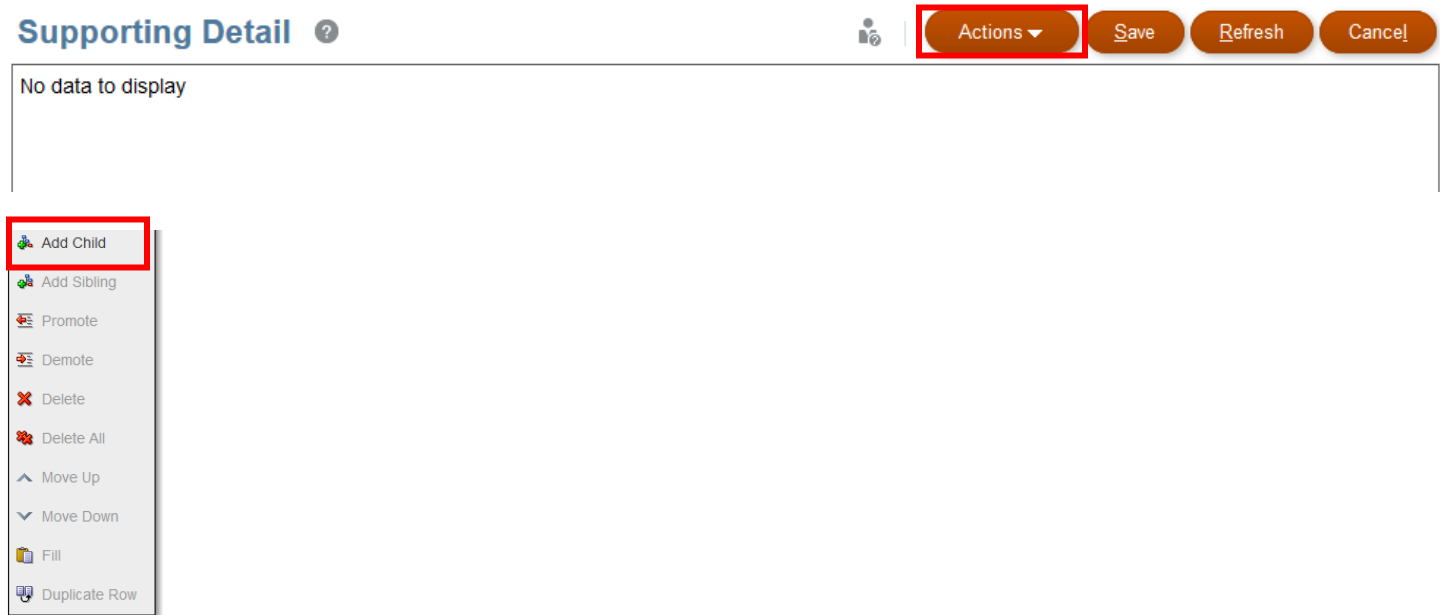 Supporting Detail ? Actions Save Refresh Cancel
No data to display
Add Child
Add Sibling
Promote
Demote
Delete
Delete All
Move Up
Move Down
Fill
Duplicate Row